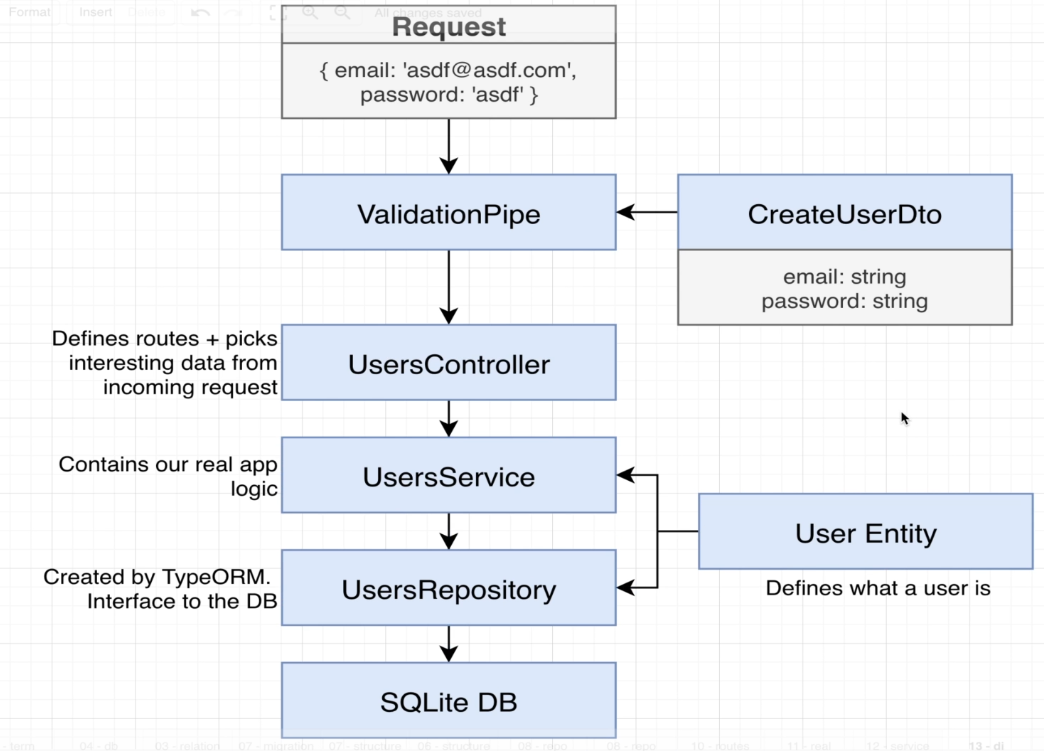 Format Insert Delete All changes saved
Request
{ email: 'asdf@asdf.com',
password: 'asdf' }
ValidationPipe
CreateUserDto
email: string
password: string
Defines routes + picks
interesting data from
incoming request
UsersController
Contains our real app
logic
UsersService
User Entity
Defines what a user is
Created by TypeORM.
Interface to the DB
UsersRepository
SQLite DB
- term 04 - db 03 - relation 07 - migration 07 - structure 06 - structure 08 - repo 08 - repo 10 - routes 11 - real 12 - service 13 - di